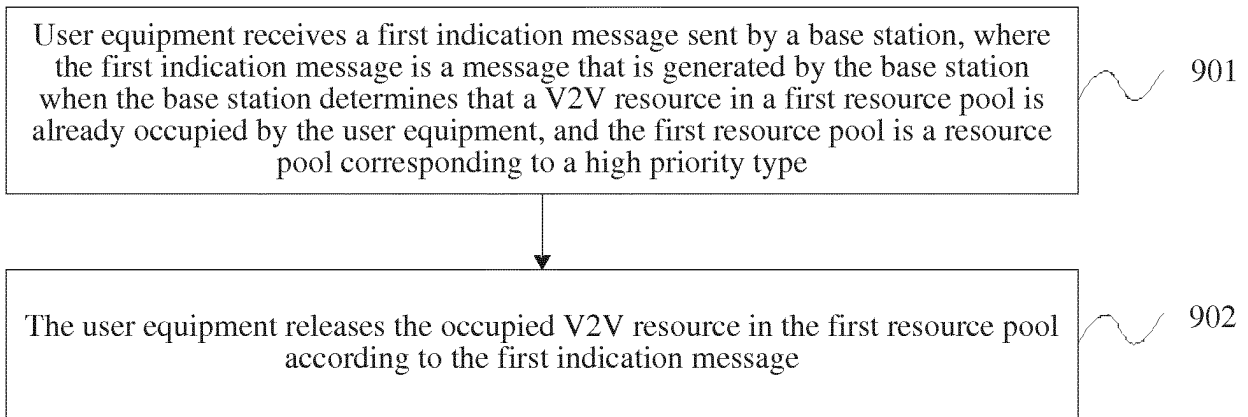 User equipment receives a first indication message sent by a base station, where
the first indication message is a message that is generated by the base station
when the base station determines that a V2V resource in a first resource pool is
already occupied by the user equipment, and the first resource pool is a resource
pool corresponding to a high priority type
901
The user equipment releases the occupied V2V resource in the first resource pool
according to the first indication message
902